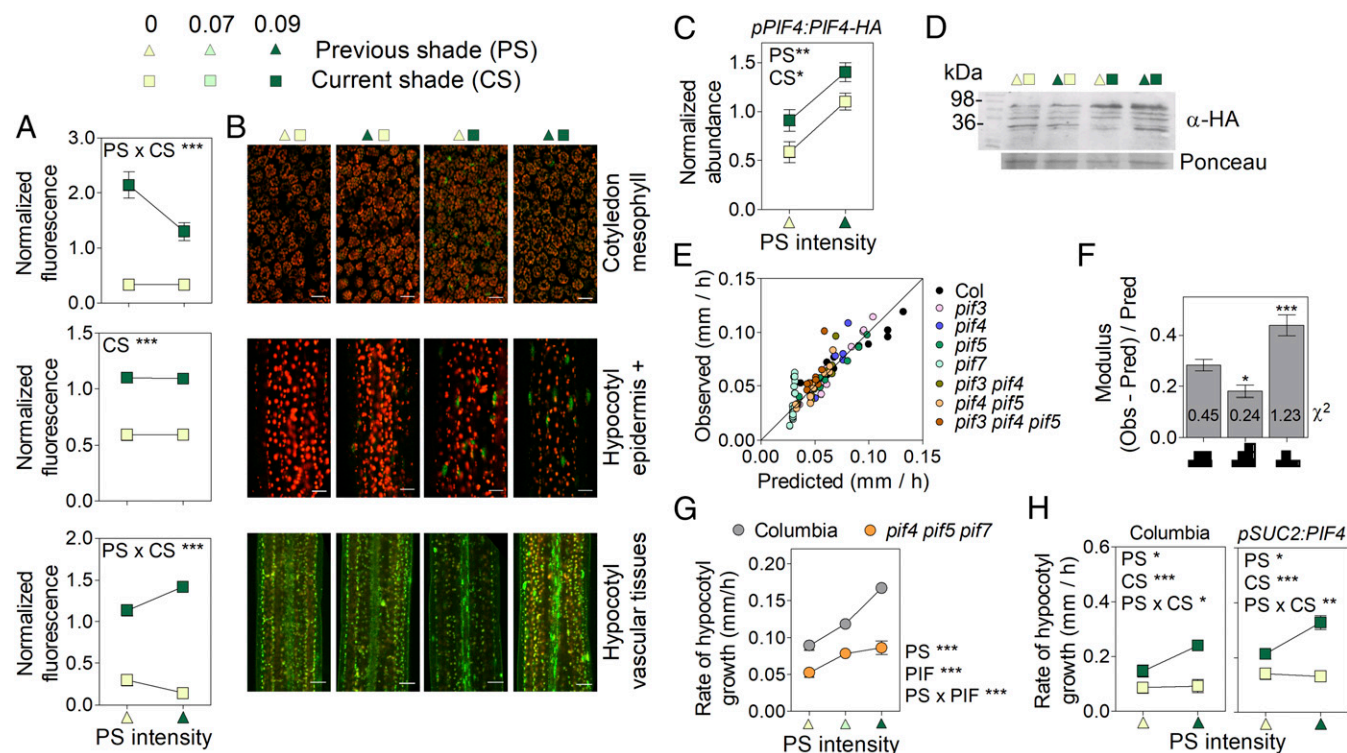 0 0.07 0.09
Previous shade (PS)
Current shade (CS)
A
Normalized
fluorescence
3.0
2.0
1.0
0.0
PS x CS ***
Normalized
fluorescence
1.5
1.0
0.5
0.0
CS ***
Normalized
fluorescence
2.0
1.5
1.0
0.5
0.0
PS x CS ***
PS intensity
B
Cotyledon
mesophyll
Hypocotyl
epidermis +
Hypocotyl
vascular tissues
C
pPIF4:PIF4-HA
Normalized
abundance
1.5
1.0
0.5
0.0
PS**
CS*
PS intensity
D
kDa
98-
36-
α-HA
Ponceau
E
Observed (mm / h)
0.15
0.10
0.05
0.00
0.00 0.05 0.10 0.15
Predicted (mm / h)
Col
pif3
pif4
pif5
pif7
pif3 pif4
pif4 pif5
pif3 pif4 pif5
F
Modulus
(Obs - Pred) / Pred
0.4
0.2
0.0
*
***
0.45 0.24 1.23
χ2
G
Columbia pif4 pif5 pif7
Rate of hypocotyl
growth (mm/h)
0.20
0.15
0.10
0.05
0.00
PS ***
PIF ***
PS x PIF ***
PS intensity
H
Columbia pSUC2:PIF4
Rate of hypocotyl
growth (mm / h)
0.6
0.4
0.2
0.0
PS *
CS ***
PS x CS *
PS *
CS ***
PS x CS **
PS intensity